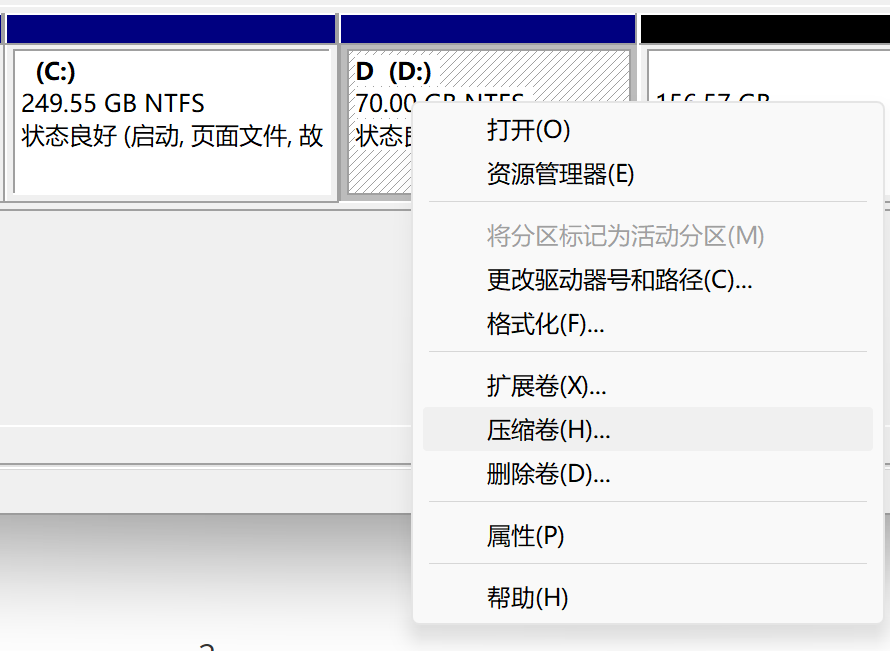 (C:)
249.55 GB NTFS
状态良好 (启动, 页面文件, 故
D (D:)
70.00 GB NTFS
状态
156.57 GB
打开(O)
资源管理器(E)
将分区标记为活动分区(M)
更改驱动器号和路径(C)...
格式化(F)...
扩展卷(X)...
压缩卷(H)...
删除卷(D)...
属性(P)
帮助(H)